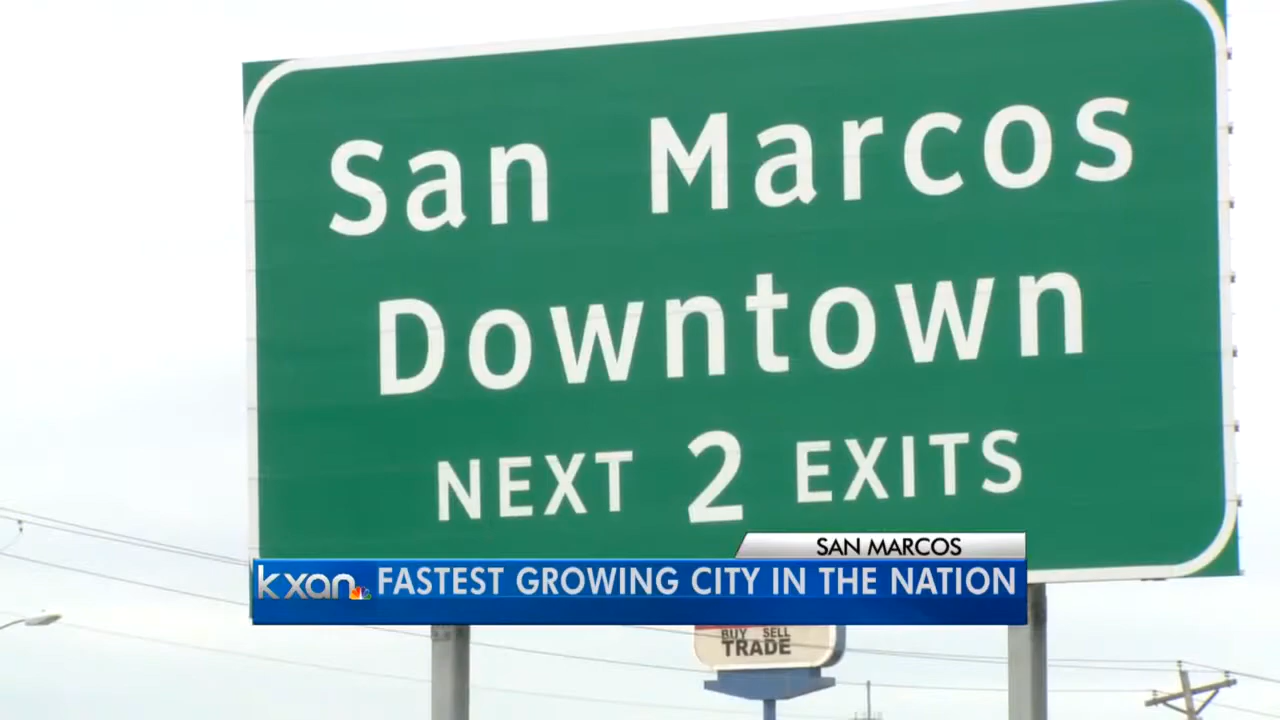 San Marcos
Downtown
NEXT 2 EXITS
SAN MARCOS
kxan FASTEST GROWING CITY IN THE NATION
BUY SELL
TRADE